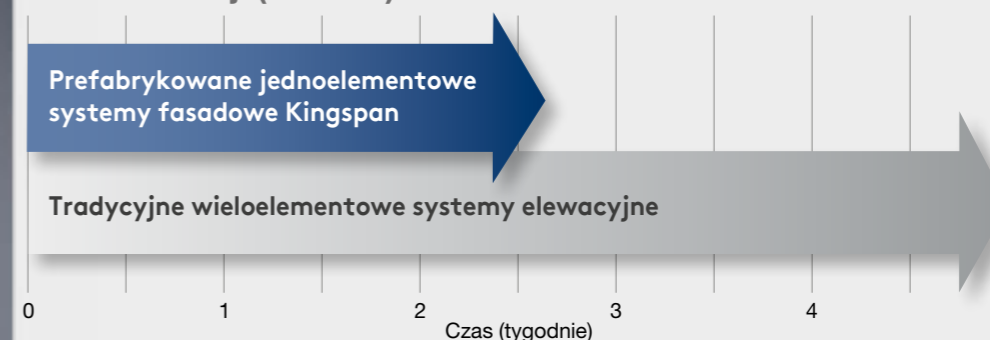 Prefabrykowane jednoelementowe
systemy fasadowe Kingspan
Tradycyjne wieloelementowe systemy elewacyjne
0 1 2 3 4
Czas (tygodnie)